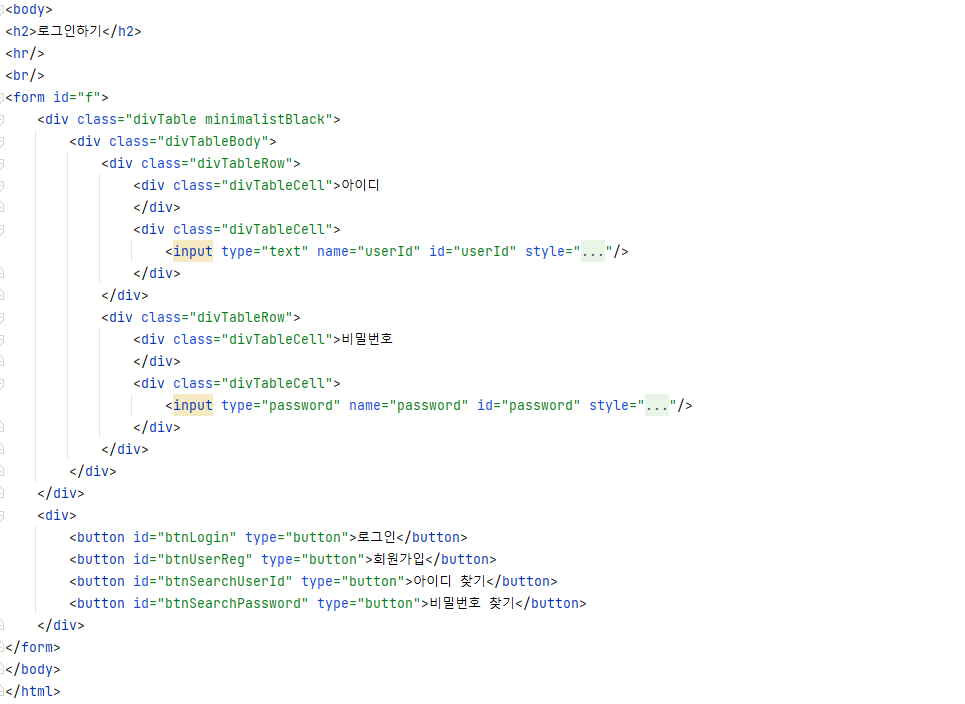 <body>
<h2>로그인하기</h2>
<hr/>
<br/>
<form id="f">
    <div class="divTable minimalistBlack">
        <div class="divTableBody">
            <div class="divTableRow">
                <div class="divTableCell">아이디
                </div>
                <div class="divTableCell">
                    <input type="text" name="userId" id="userId" style="..."/>
                </div>
            </div>
            <div class="divTableRow">
                <div class="divTableCell">비밀번호
                </div>
                <div class="divTableCell">
                    <input type="password" name="password" id="password" style="..."/>
                </div>
            </div>
        </div>
    </div>
    <div>
        <button id="btnLogin" type="button">로그인</button>
        <button id="btnUserReg" type="button">회원가입</button>
        <button id="btnSearchUserId" type="button">아이디 찾기</button>
        <button id="btnSearchPassword" type="button">비밀번호 찾기</button>
    </div>
</form>
</body>
</html>